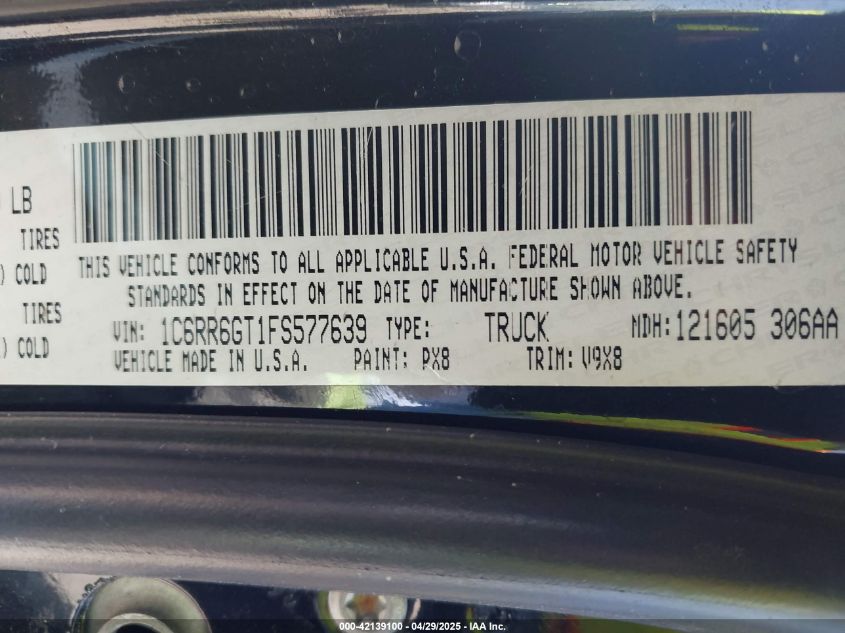 LB
TIRES
) COLD
TIRES
) COLD
THIS VEHICLE CONFORMS TO ALL APPLICABLE U.S.A. FEDERAL MOTOR VEHICLE SAFETY
STANDARDS IN EFFECT ON THE DATE OF MANUFACTURE SHOWN ABOVE.
VIN: 1C6RR6GT1FS577639 TYPE: TRUCK MDH:121605 306AA
VEHICLE MADE IN U.S.A. PAINT: PX8 TRIM: V9X8
000-42139100 - 04/29/2025 - IAA Inc.